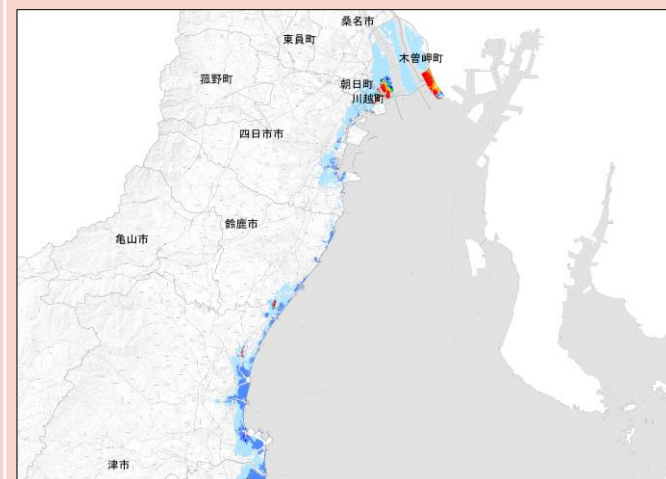 桑名市
東員町
木曽岬町
菰野町
朝日町
川越町
四日市市
鈴鹿市
亀山市
津市